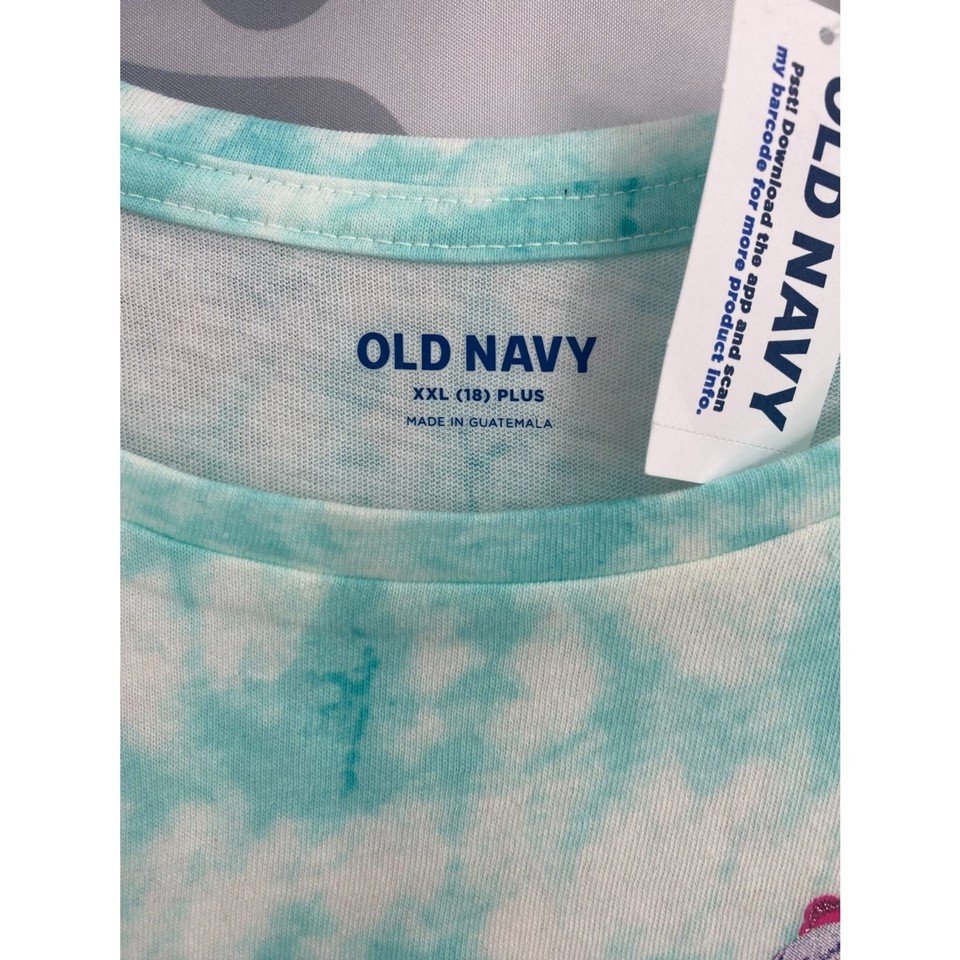 OLD NAVY
XXL (18) PLUS
MADE IN GUATEMALA
OLD NAVY
Psst! Download the app and scan
my barcode for more product info.